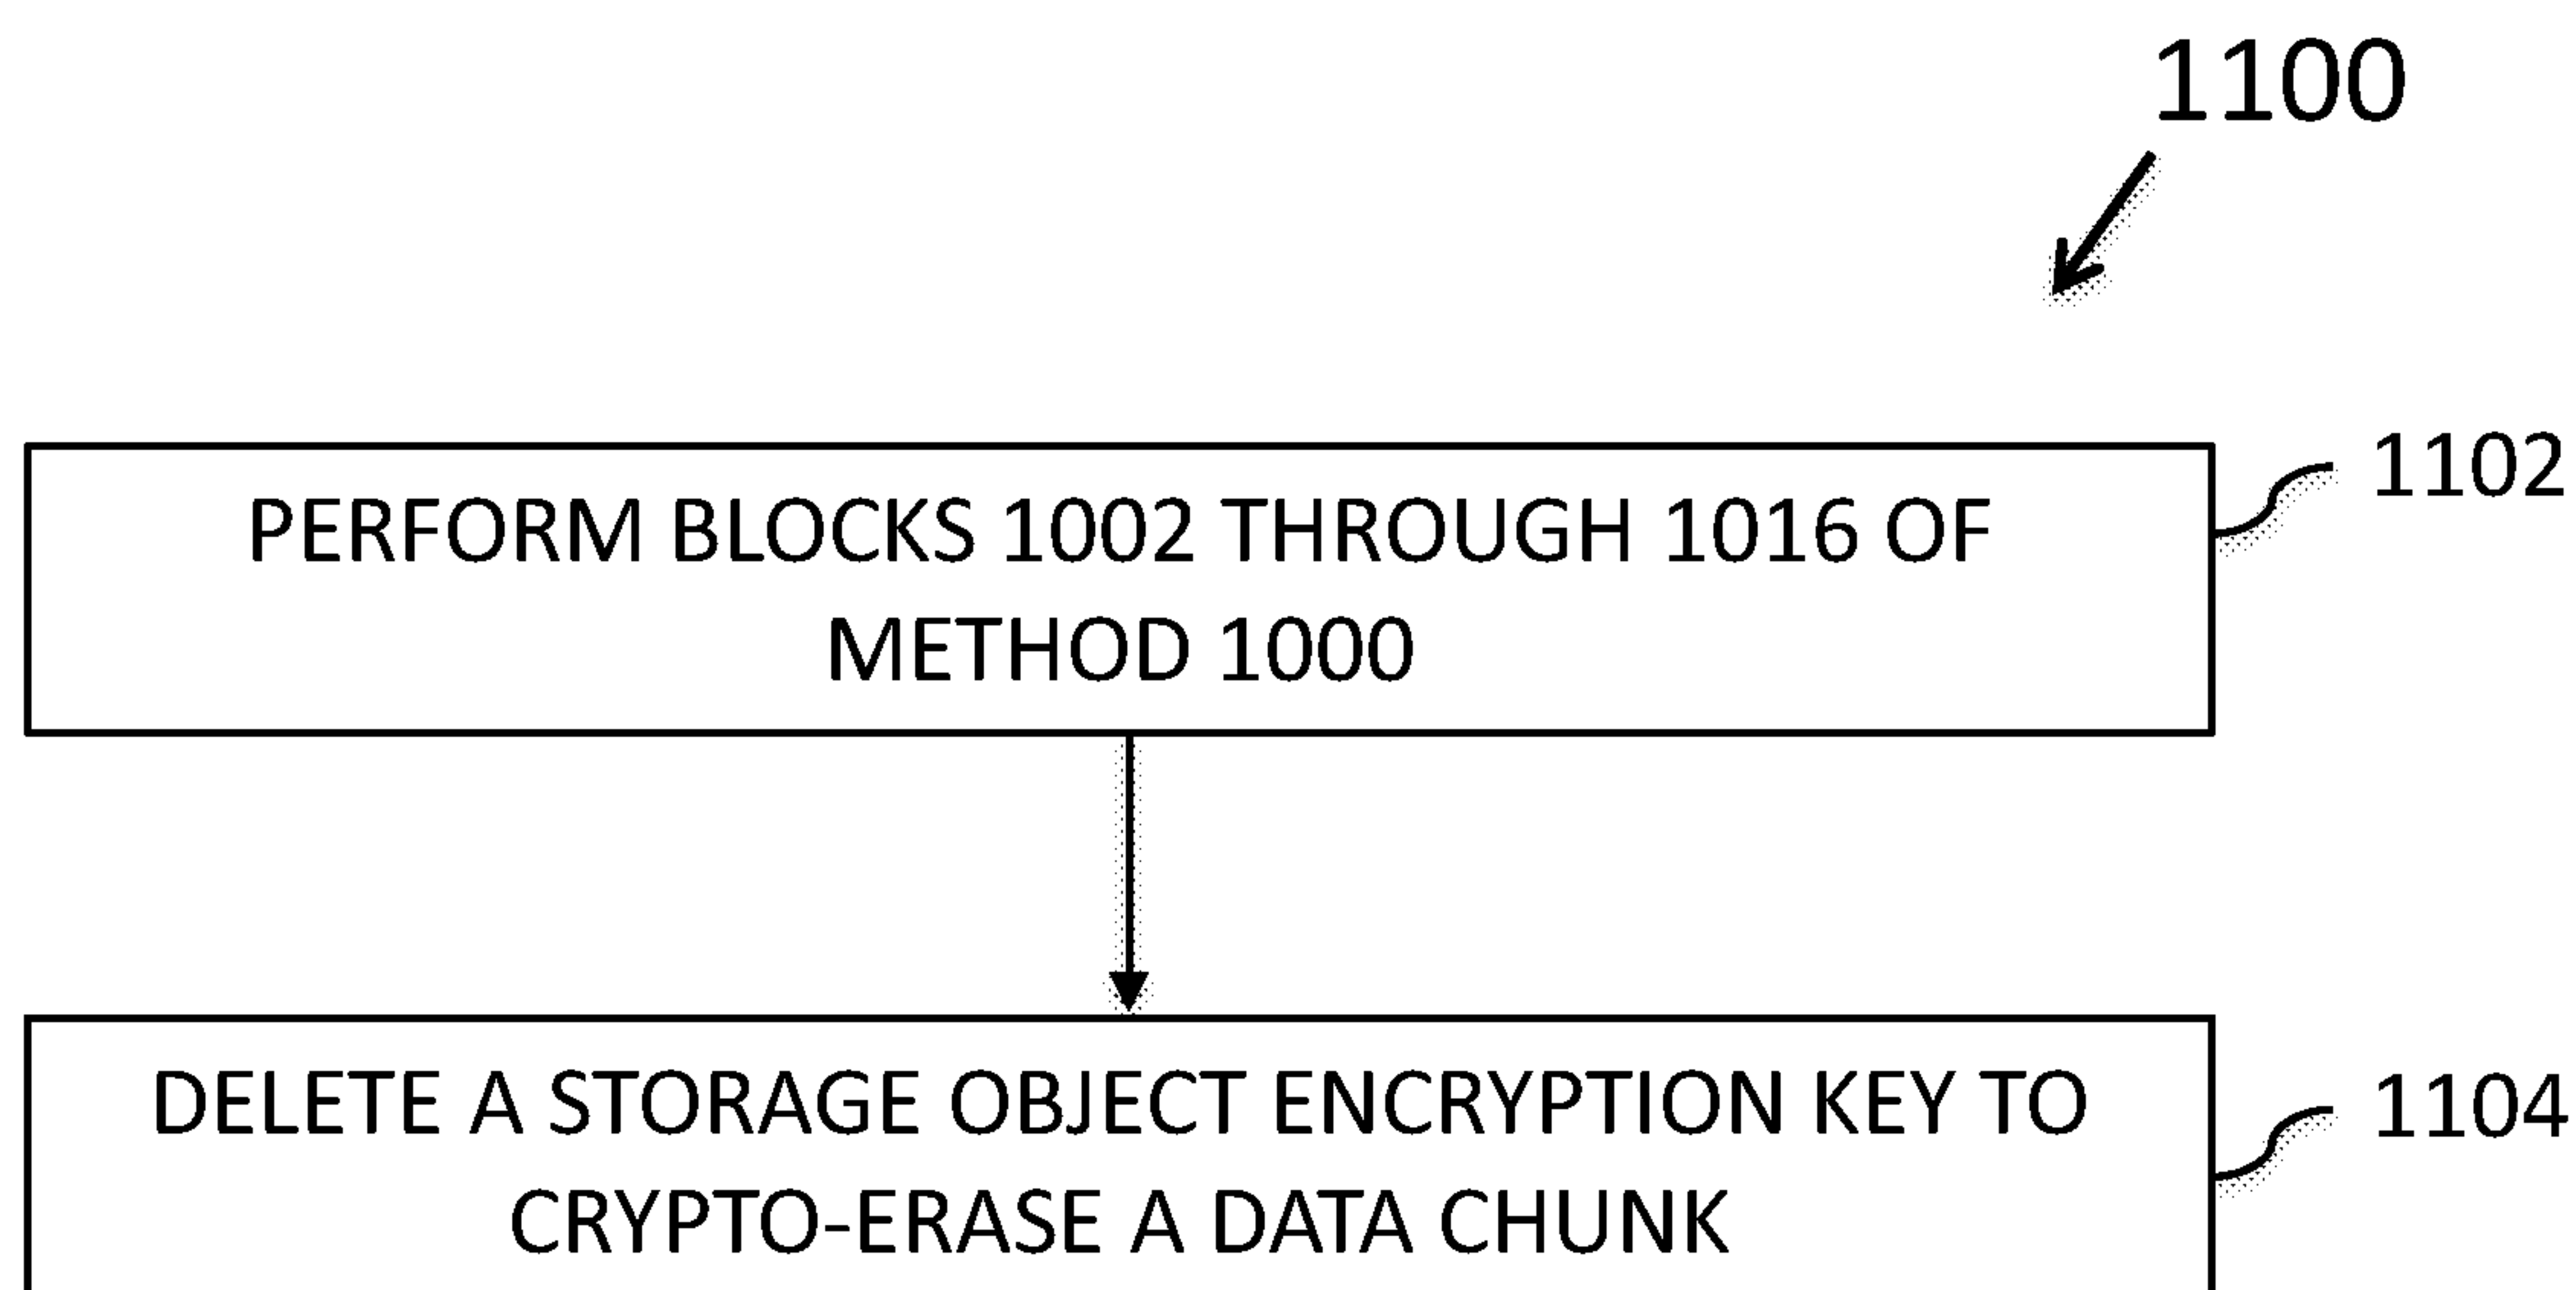 1100
PERFORM BLOCKS 1002 THROUGH 1016 OF
1102
METHOD 1000
DELETE A STORAGE OBJECT ENCRYPTION KEY TO
1104
CRYPTO-ERASE A DATA CHUNK